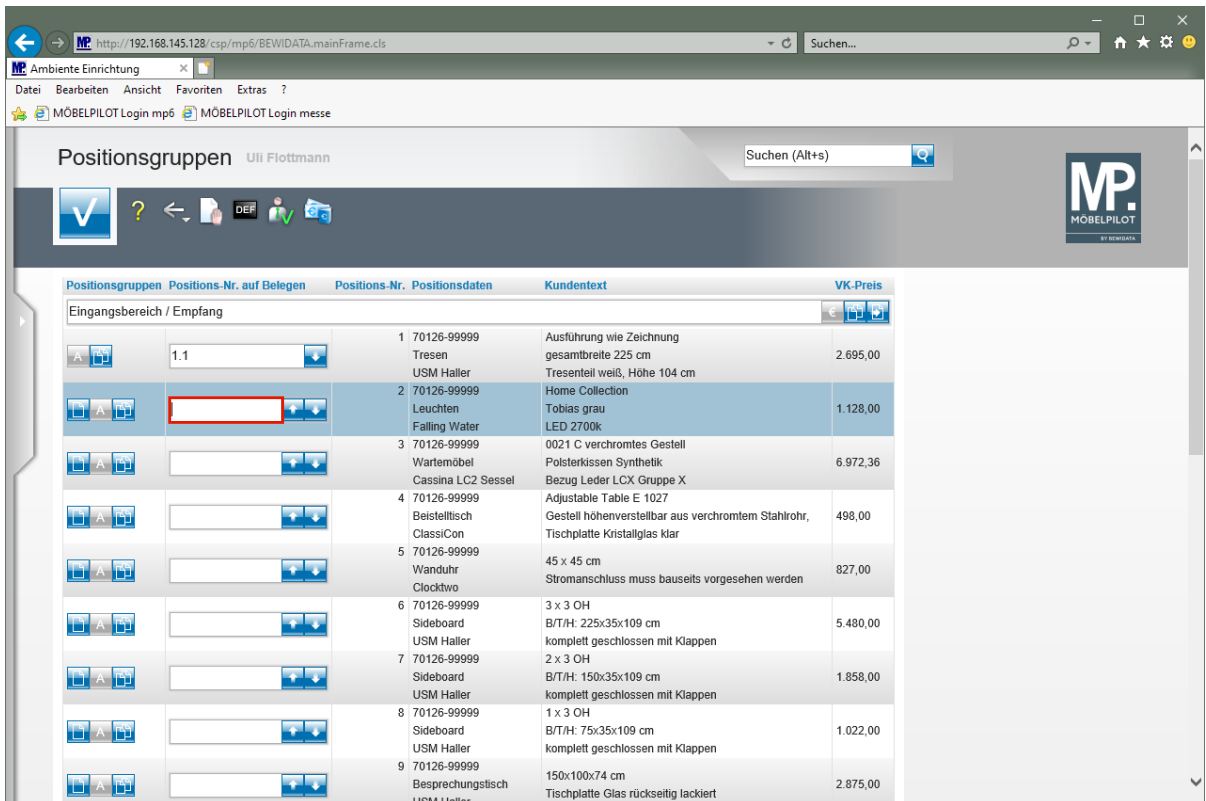 http://192.168.145.128/csp/mp6/BEWIDATA.mainFrame.cls
Suchen...
MP. Ambiente Einrichtung
Datei Bearbeiten Ansicht Favoriten Extras ?
MÖBELPILOT Login mp6 MÖBELPILOT Login messe
Positionsgruppen Uli Flottmann
Suchen (Alt+s)
MP.
MÖBELPILOT
BY BEWIDATA
? DEF
Positionsgruppen Positions-Nr. auf Belegen Positions-Nr. Positionsdaten Kundentext VK-Preis
Eingangsbereich / Empfang €
1 70126-99999 Ausführung wie Zeichnung
A 1.1 Tresen gesamtbreite 225 cm 2.695,00
USM Haller Tresenteil weiß, Höhe 104 cm
2 70126-99999 Home Collection
A Leuchten Tobias grau 1.128,00
Falling Water LED 2700k
3 70126-99999 0021 C verchromtes Gestell
A Wartemöbel Polsterkissen Synthetik 6.972,36
Cassina LC2 Sessel Bezug Leder LCX Gruppe X
4 70126-99999 Adjustable Table E 1027
A Beistelltisch Gestell höhenverstellbar aus verchromtem Stahlrohr, 498,00
ClassiCon Tischplatte Kristallglas klar
5 70126-99999 45 x 45 cm
A Wanduhr Stromanschluss muss bauseits vorgesehen werden 827,00
Clocktwo
6 70126-99999 3 x 3 OH
A Sideboard B/T/H: 225x35x109 cm 5.480,00
USM Haller komplett geschlossen mit Klappen
7 70126-99999 2 x 3 OH
A Sideboard B/T/H: 150x35x109 cm 1.858,00
USM Haller komplett geschlossen mit Klappen
8 70126-99999 1 x 3 OH
A Sideboard B/T/H: 75x35x109 cm 1.022,00
USM Haller komplett geschlossen mit Klappen
9 70126-99999 150x100x74 cm
A Besprechungstisch Tischplatte Glas rückseitig lackiert 2.875,00
USM Haller